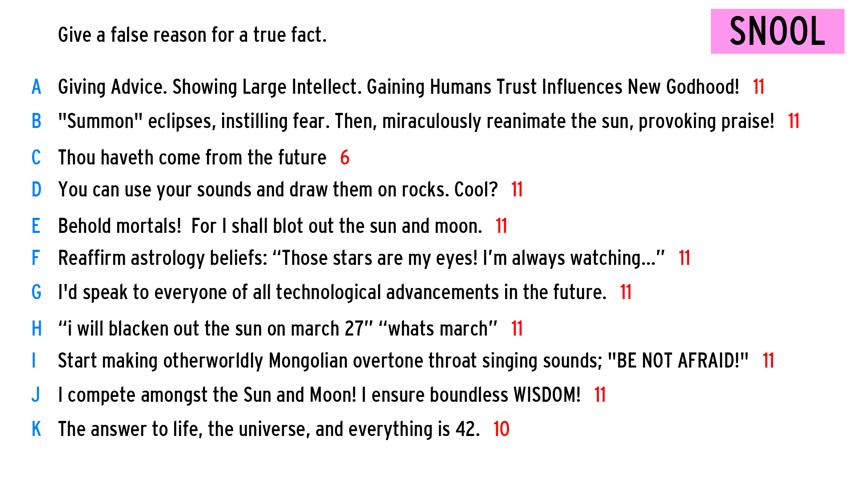 Give a false reason for a true fact.
SNOOL
A Giving Advice. Showing Large Intellect. Gaining Humans Trust Influences New Godhood! 11
B "Summon" eclipses, instilling fear. Then, miraculously reanimate the sun, provoking praise! 11
C Thou haveth come from the future 6
D You can use your sounds and draw them on rocks. Cool? 11
E Behold mortals! For I shall blot out the sun and moon. 11
F Reaffirm astrology beliefs: “Those stars are my eyes! I’m always watching...” 11
G I'd speak to everyone of all technological advancements in the future. 11
H “i will blacken out the sun on march 27” “whats march” 11
I Start making otherworldly Mongolian overtone throat singing sounds; "BE NOT AFRAID!" 11
J I compete amongst the Sun and Moon! I ensure boundless WISDOM! 11
K The answer to life, the universe, and everything is 42. 10